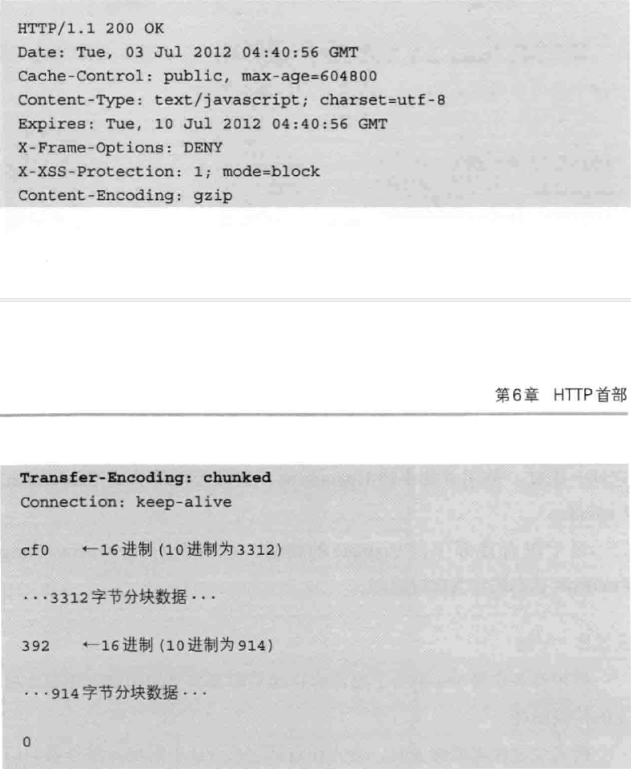 HTTP/1.1 200 OK
Date: Tue, 03 Jul 2012 04:40:56 GMT
Cache-Control: public, max-age=604800
Content-Type: text/javascript; charset=utf-8
Expires: Tue, 10 Jul 2012 04:40:56 GMT
X-Frame-Options: DENY
X-XSS-Protection: 1; mode=block
Content-Encoding: gzip
第6章 HTTP首部
Transfer-Encoding: chunked
Connection: keep-alive
cf0 ←16进制(10进制为3312)
···3312字节分块数据···
392 ←16进制(10进制为914)
···914字节分块数据···
0